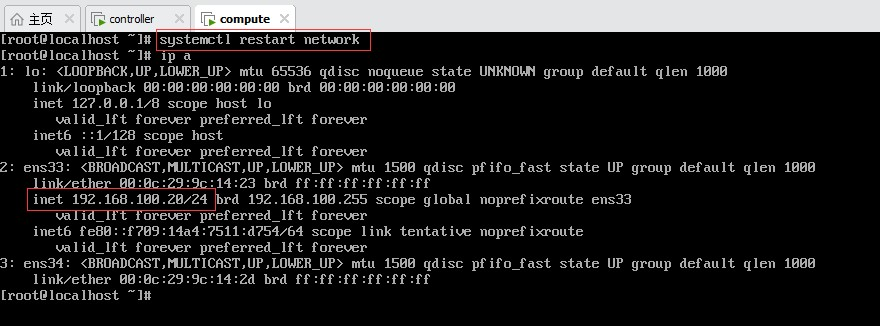 主页 controller compute
[root@localhost ~]# systemctl restart network
[root@localhost ~]# ip a
1: lo: <LOOPBACK,UP,LOWER_UP> mtu 65536 qdisc noqueue state UNKNOWN group default qlen 1000
link/loopback 00:00:00:00:00:00 brd 00:00:00:00:00:00
inet 127.0.0.1/8 scope host lo
valid_lft forever preferred_lft forever
inet6 ::1/128 scope host
valid_lft forever preferred_lft forever
2: ens33: <BROADCAST,MULTICAST,UP,LOWER_UP> mtu 1500 qdisc pfifo_fast state UP group default qlen 1000
link/ether 00:0c:29:9c:14:23 brd ff:ff:ff:ff:ff:ff
inet 192.168.100.20/24 brd 192.168.100.255 scope global noprefixroute ens33
valid_lft forever preferred_lft forever
inet6 fe80::f709:14a4:7511:d754/64 scope link tentative noprefixroute
valid_lft forever preferred_lft forever
3: ens34: <BROADCAST,MULTICAST,UP,LOWER_UP> mtu 1500 qdisc pfifo_fast state UP group default qlen 1000
link/ether 00:0c:29:9c:14:2d brd ff:ff:ff:ff:ff:ff
[root@localhost ~]#